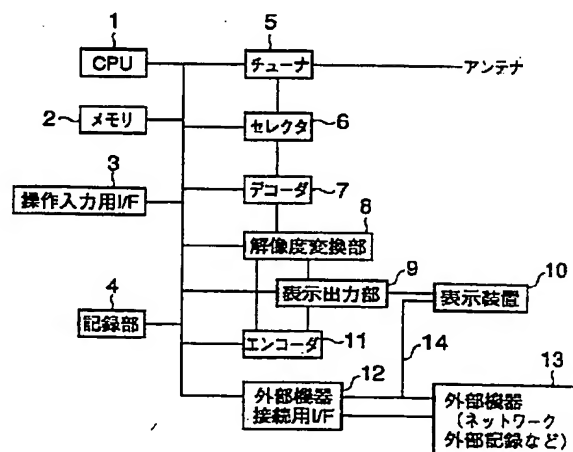 1
CPU
2
メモリ
3
操作入力用I/F
4
記録部
5
チューナ
アンテナ
6
セレクタ
7
デコーダ
8
解像度変換部
9
表示出力部
10
表示装置
11
エンコーダ
12
外部機器
接続用I/F
13
外部機器
(ネットワーク
外部記録など)
14